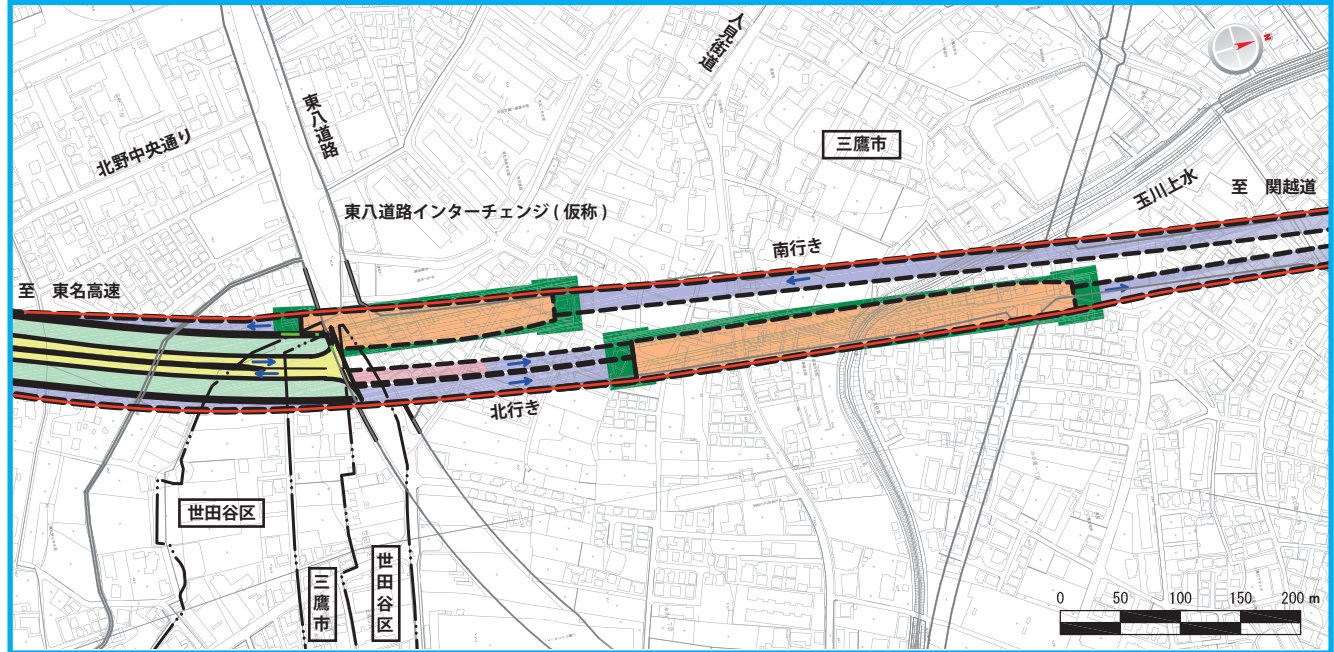 人見街道
N
東八道路
北野中央通り
三鷹市
玉川上水
至 関越道
東八道路インターチェンジ(仮称)
南行き
至 東名高速
北行き
世田谷区
三鷹市
世田谷区
0 50 100 150 200 m